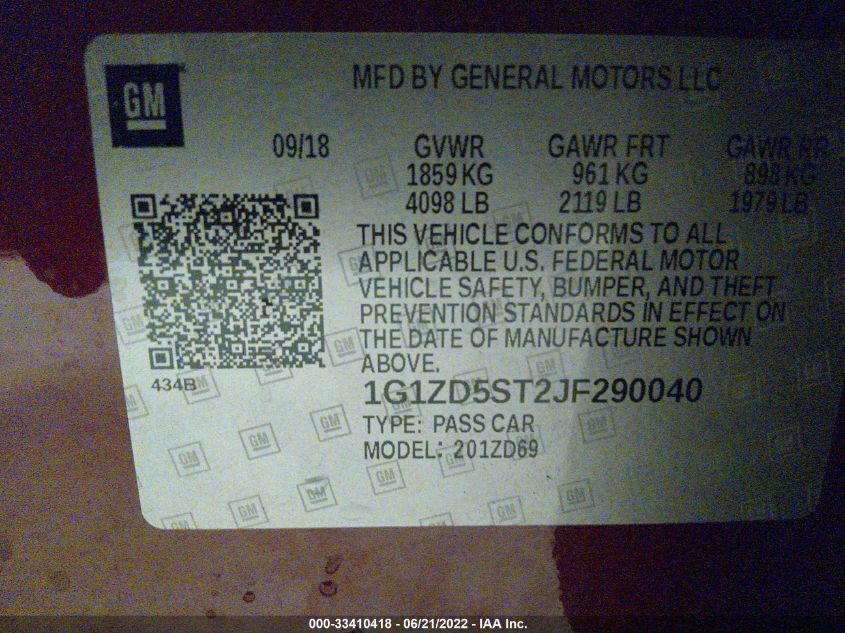 GM
MFD BY GENERAL MOTORS LLC
09/18 GVWR GAWR FRT GAWR RR
1859 KG 961 KG 898 KG
4098 LB 2119 LB 1979 LB
THIS VEHICLE CONFORMS TO ALL
APPLICABLE U.S. FEDERAL MOTOR
VEHICLE SAFETY, BUMPER, AND THEFT
PREVENTION STANDARDS IN EFFECT ON
THE DATE OF MANUFACTURE SHOWN
ABOVE.
434B
1G1ZD5ST2JF290040
TYPE: PASS CAR
MODEL: 201ZD69
000-33410418 - 06/21/2022 - IAA Inc.